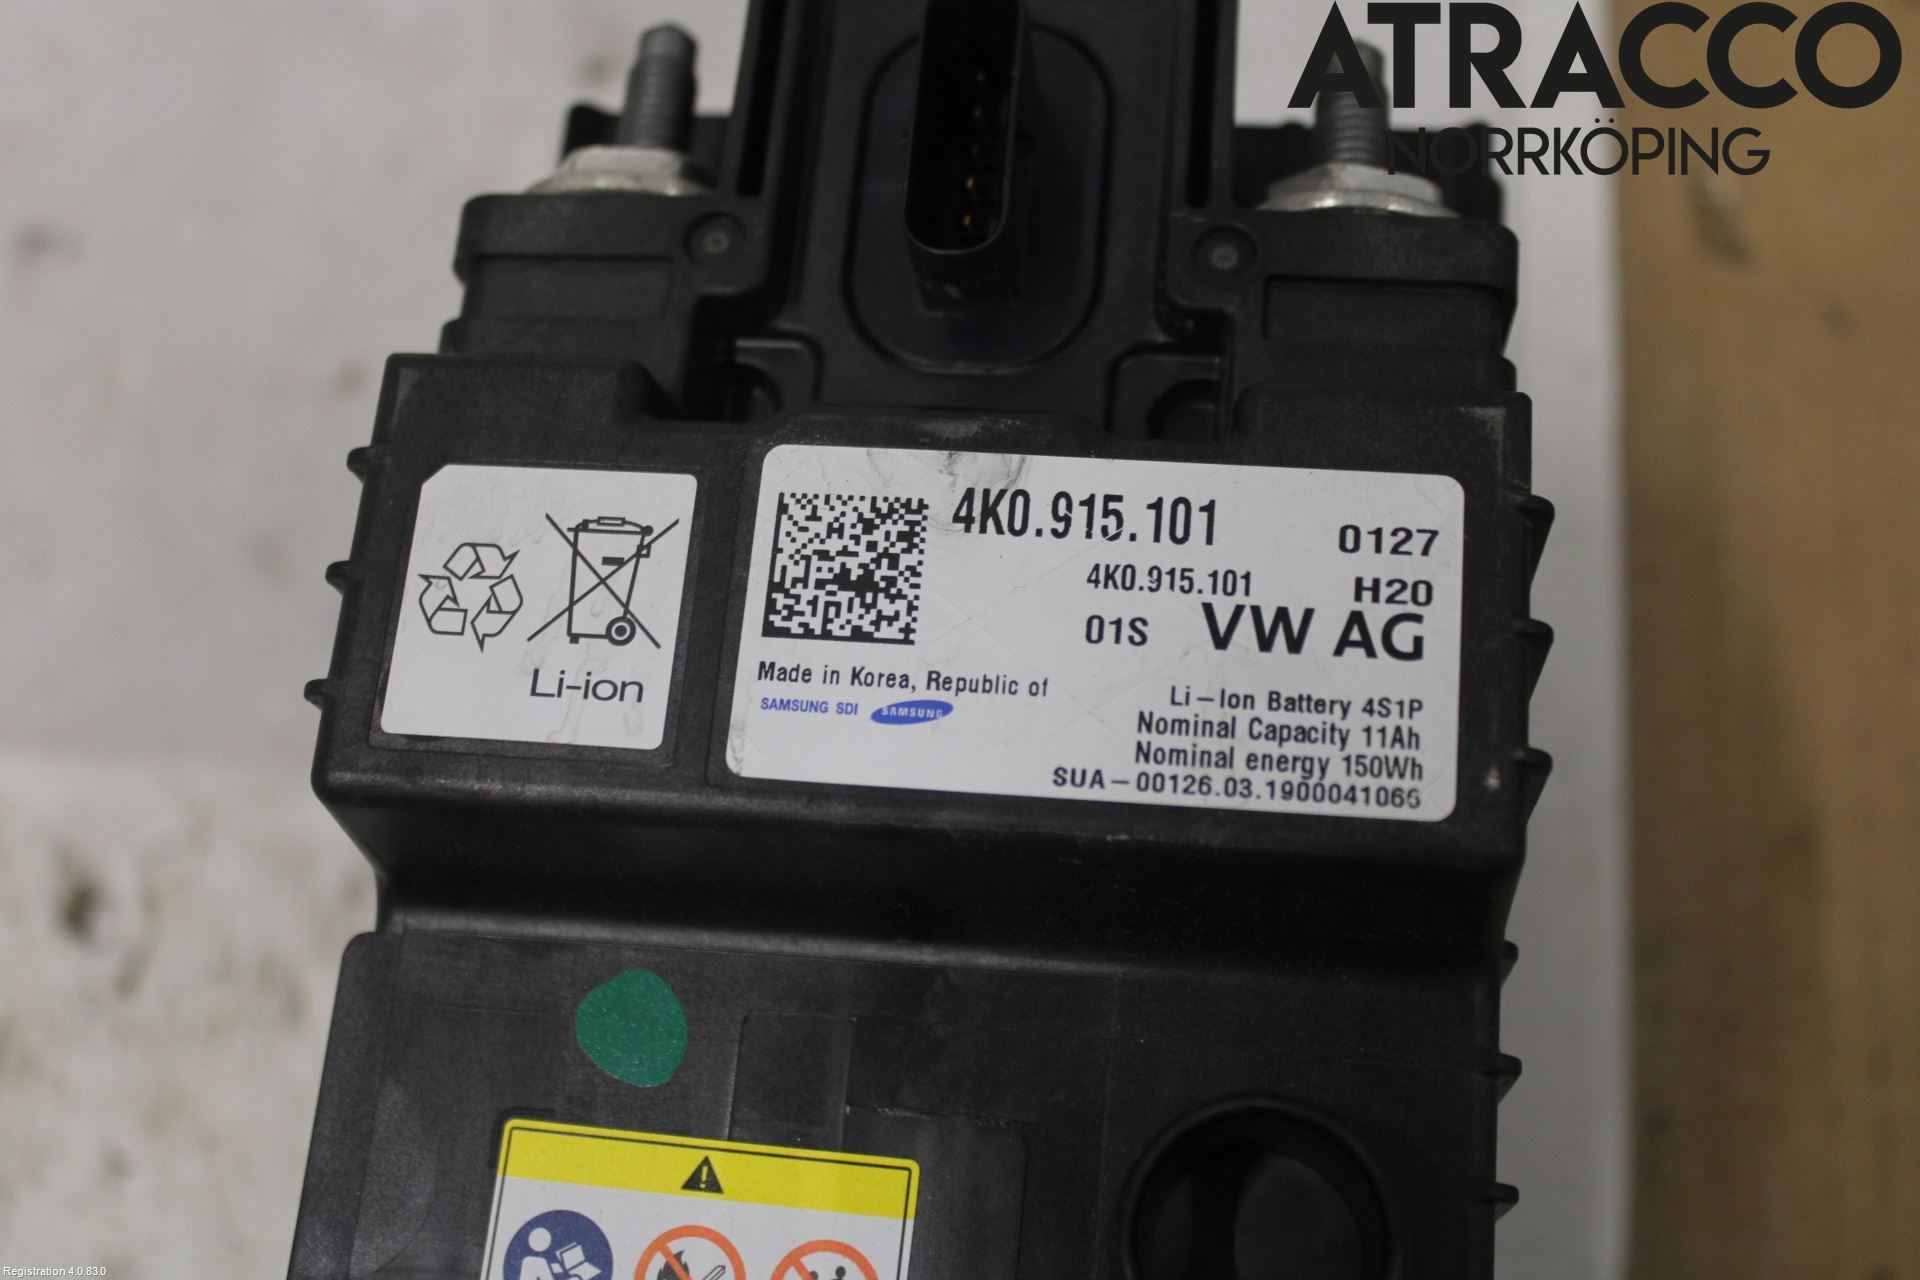 ATRACCO
NORRKÖPING
4K0.915.101
0127
4K0.915.101
H20
01S
VW AG
Made in Korea, Republic of
SAMSUNG SDI SAMSUNG
Li-Ion Battery 4S1P
Nominal Capacity 11Ah
Nominal energy 150Wh
SUA-00126.03.1900041066
Li-ion
Registration 4.0.83.0